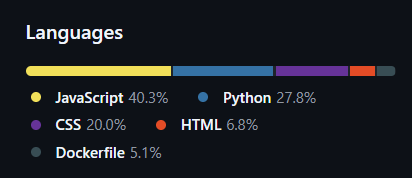 Languages
JavaScript 40.3% Python 27.8%
CSS 20.0% HTML 6.8%
Dockerfile 5.1%